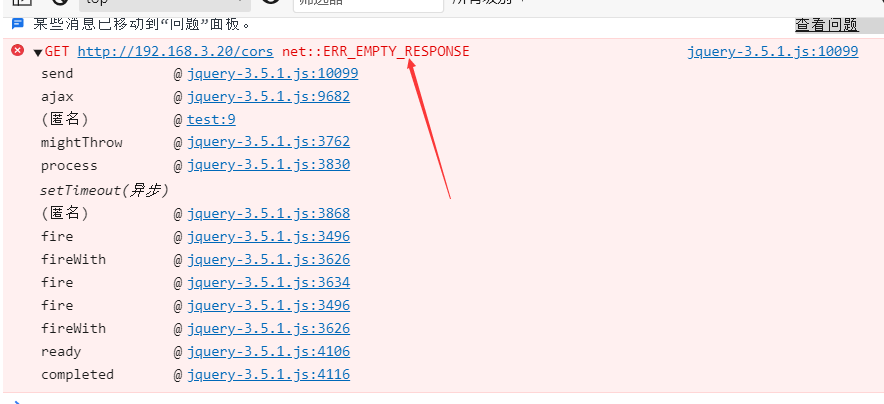 top
筛选器
所有级别
某些消息已移动到“问题”面板。 查看问题
GET http://192.168.3.20/cors net::ERR_EMPTY_RESPONSE jquery-3.5.1.js:10099
send @ jquery-3.5.1.js:10099
ajax @ jquery-3.5.1.js:9682
(匿名) @ test:9
mightThrow @ jquery-3.5.1.js:3762
process @ jquery-3.5.1.js:3830
setTimeout(异步)
(匿名) @ jquery-3.5.1.js:3868
fire @ jquery-3.5.1.js:3496
fireWith @ jquery-3.5.1.js:3626
fire @ jquery-3.5.1.js:3634
fire @ jquery-3.5.1.js:3496
fireWith @ jquery-3.5.1.js:3626
ready @ jquery-3.5.1.js:4106
completed @ jquery-3.5.1.js:4116